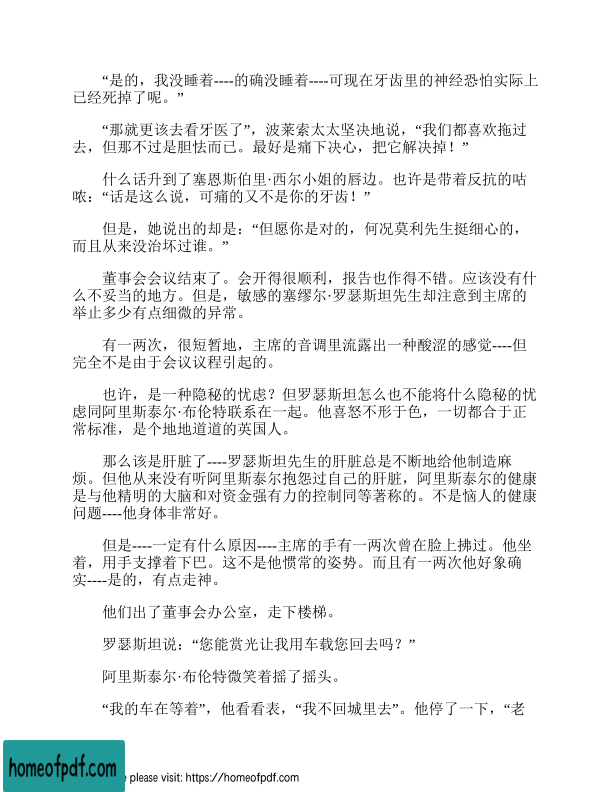 “是的，我没睡着----的确没睡着----可现在牙齿里的神经恐怕实际上
已经死掉了呢。”
“那就更该去看牙医了”，波莱索太太坚决地说，“我们都喜欢拖过
去，但那不过是胆怯而已。最好是痛下决心，把它解决掉！”
什么话升到了塞恩斯伯里·西尔小姐的唇边。也许是带着反抗的咕
哝：“话是这么说，可痛的又不是你的牙齿！”
但是，她说出的却是：“但愿你是对的，何况莫利先生挺细心的，
而且从来没治坏过谁。”
董事会会议结束了。会开得很顺利，报告也作得不错。应该没有什
么不妥当的地方。但是，敏感的塞缪尔·罗瑟斯坦先生却注意到主席的
举止多少有点细微的异常。
有一两次，很短暂地，主席的音调里流露出一种酸涩的感觉----但
完全不是由于会议议程引起的。
也许，是一种隐秘的忧虑？但罗瑟斯坦怎么也不能将什么隐秘的忧
虑同阿里斯泰尔·布伦特联系在一起。他喜怒不形于色，一切都合于正
常标准，是个地地道道的英国人。
那么该是肝脏了----罗瑟斯坦先生的肝脏总是不断地给他制造麻
烦。但他从来没有听阿里斯泰尔抱怨过自己的肝脏，阿里斯泰尔的健康
是与他精明的大脑和对资金强有力的控制同等著称的。不是恼人的健康
问题----他身体非常好。
但是----一定有什么原因----主席的手有一两次曾在脸上拂过。他坐
着，用手支撑着下巴。这不是他惯常的姿势。而且有一两次他好象确
实----是的，有点走神。
他们出了董事会办公室，走下楼梯。
罗瑟斯坦说：“您能赏光让我用车载您回去吗？”
阿里斯泰尔·布伦特微笑着摇了摇头。
“我的车在等着”，他看看表，“我不回城里去”。他停了一下，“老
homeofpdf.com
e please visit: https://homeofpdf.com